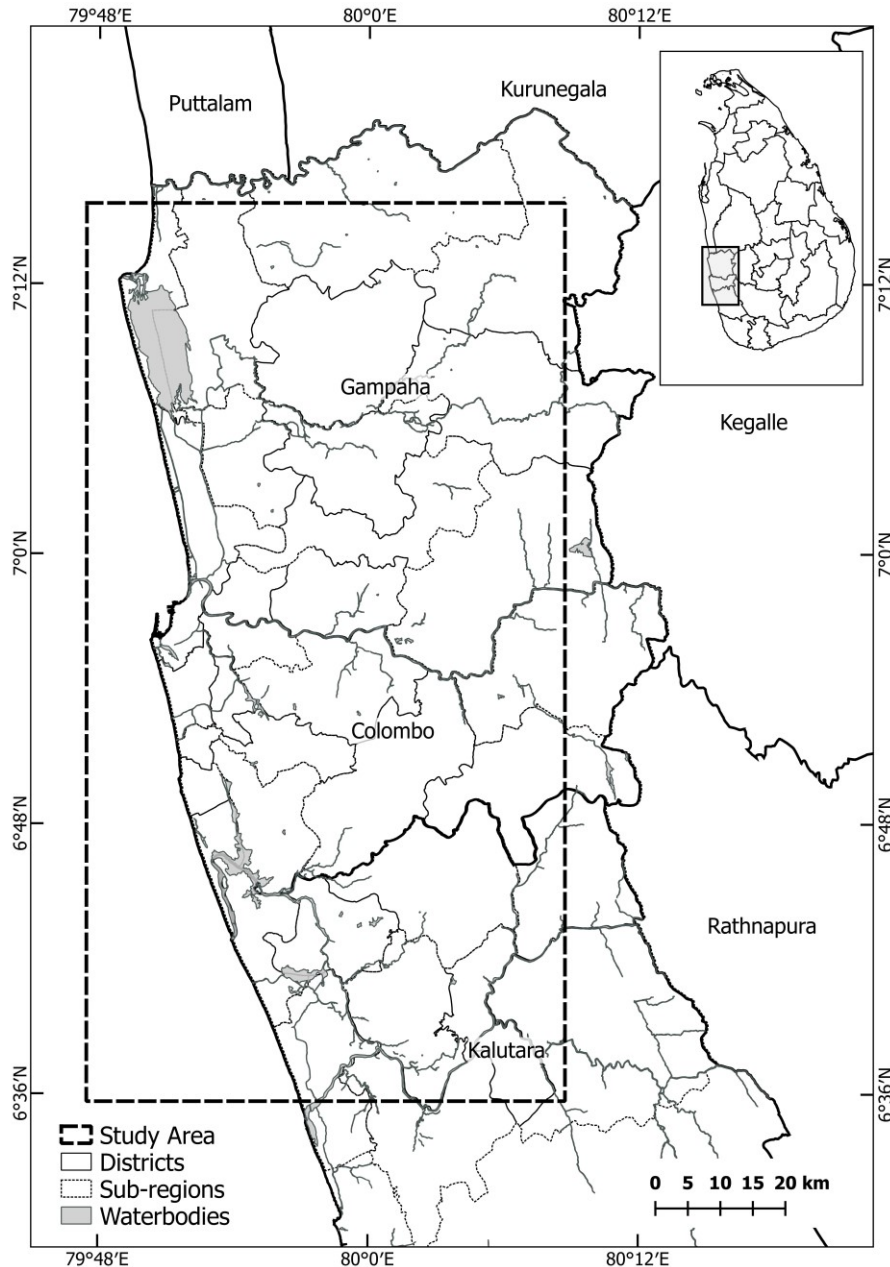 79°48′E 80°0′E 80°12′E
Puttalam
Kurunegala
7°12′N 7°12′N
Gampaha
Kegalle
7°0′N 7°0′N
Colombo
6°48′N 6°48′N
Rathnapura
Kalutara
6°36′N 6°36′N
Study Area
Districts
Sub-regions
Waterbodies
0 5 10 15 20 km
79°48′E 80°0′E 80°12′E